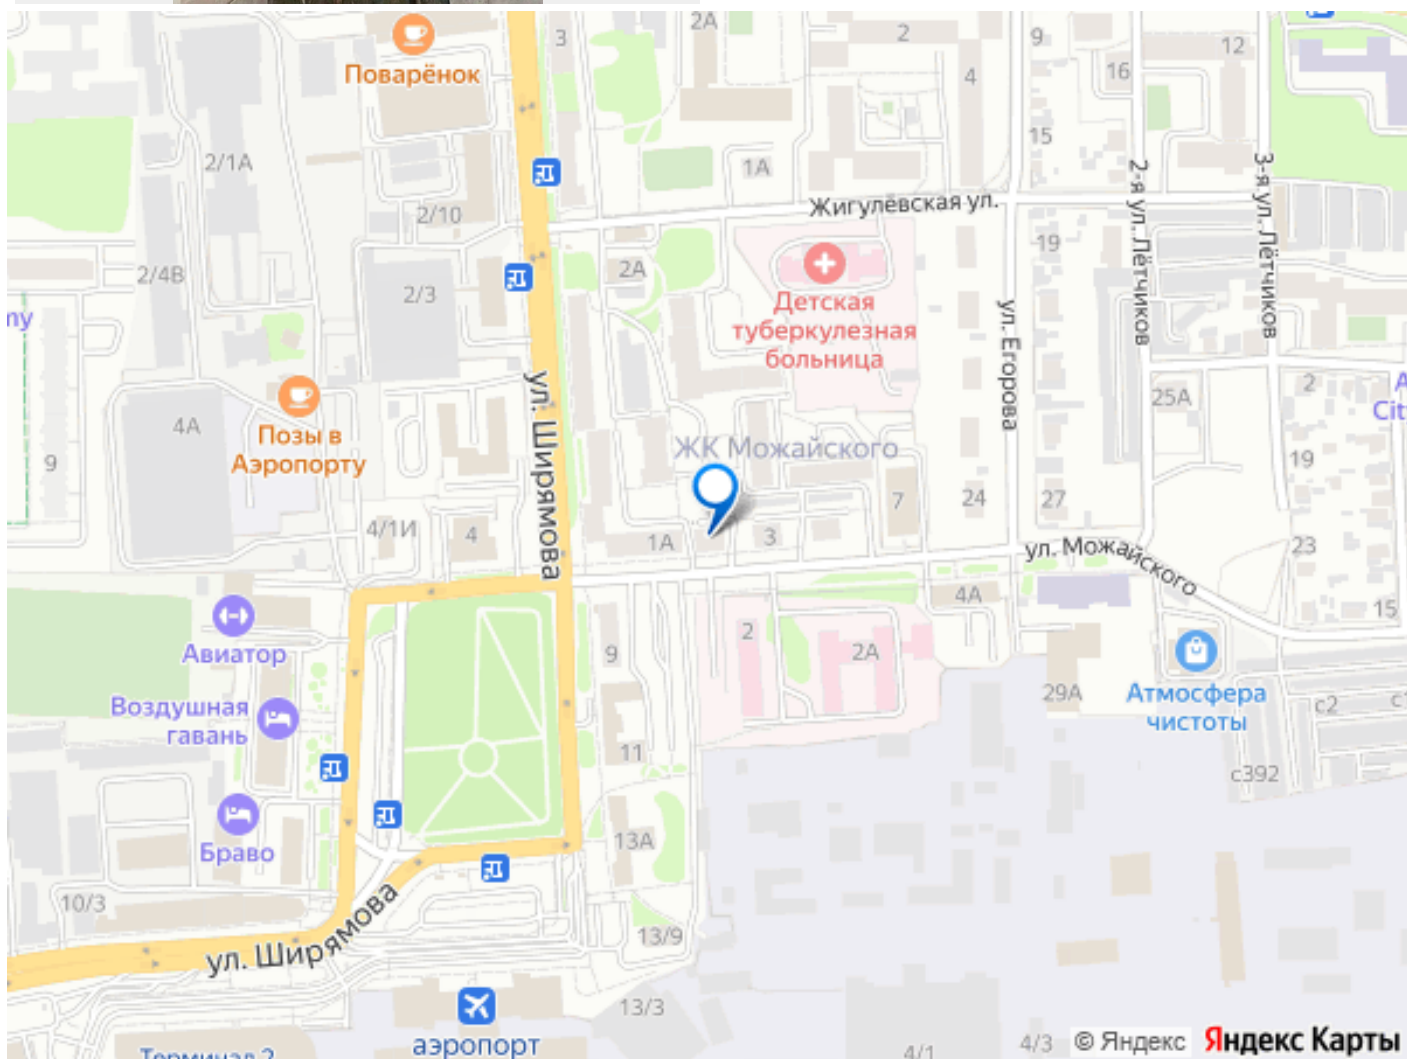 3
2А
2
9
12
Поварёнок
4
16
2/1А
15
1А
2-я ул. Лётчиков
3-я ул. Лётчиков
2/10
Жигулёвская ул.
19
2/4В
2А
2/3
Детская
туберкулезная
больница
ул. Егорова
ул. Ширямова
2
25А
4А
Позы в
Аэропорту
ЖК Можайского
9
19
7
24
27
4/1И
4
1А
3
ул. Можайского
23
4А
15
Авиатор
9
2
2А
Воздушная
гавань
29А
Атмосфера
чистоты
с2
11
с392
Браво
13А
10/3
ул. Ширямова
13/9
13/3
аэропорт
Терминал 2
4/1
4/3
© Яндекс
Яндекс Карты